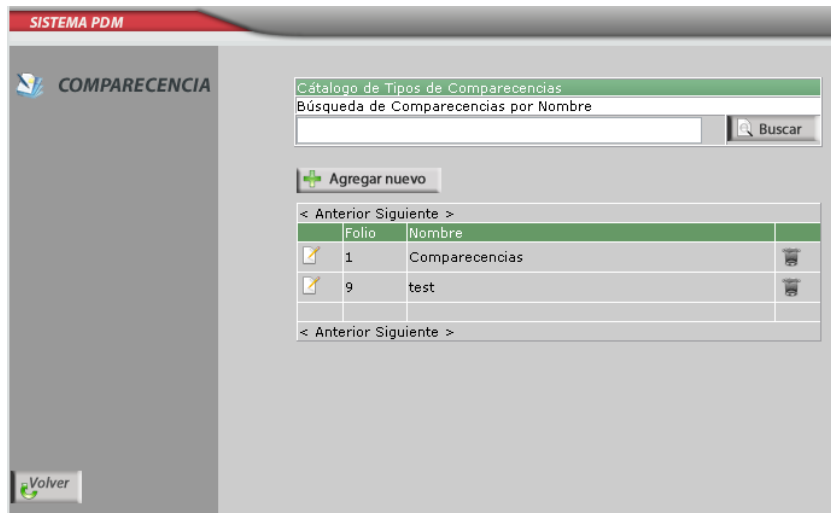 SISTEMA PDM
COMPARECENCIA
Cátalogo de Tipos de Comparecencias
Búsqueda de Comparecencias por Nombre
Buscar
Agregar nuevo
< Anterior Siguiente >
Folio Nombre
1 Comparecencias
9 test
< Anterior Siguiente >
Volver